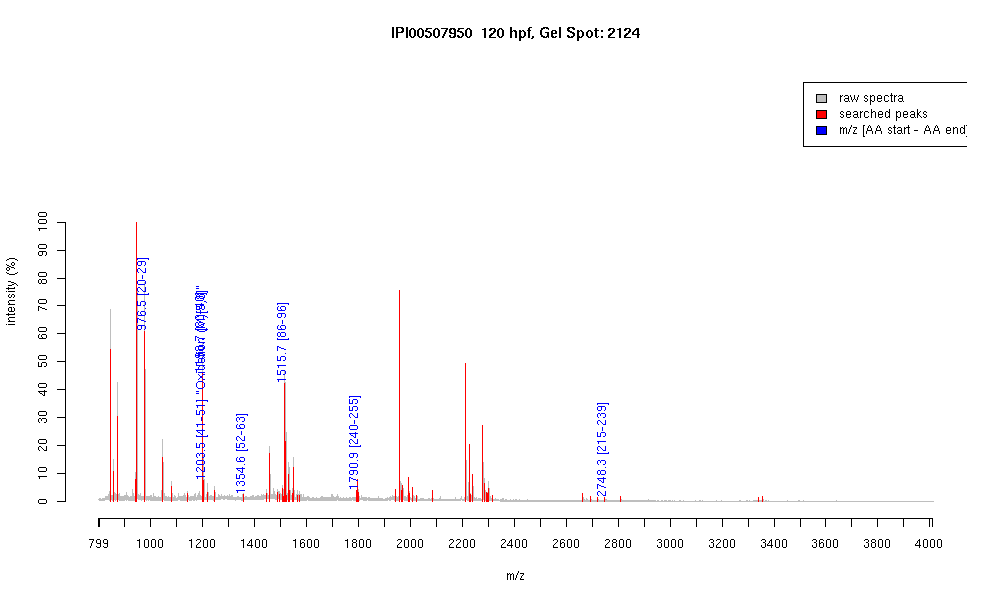 IPI00507950  120 hpf, Gel Spot: 2124
raw spectra
searched peaks
m/z [AA start - AA end]
intensity (%)
100
90
80
70
60
50
40
30
20
10
0
976.5 [20-29]
1203.5 [41-51] "Oxidation (M)
1354.6 [52-63]
1515.7 [86-96]
1790.9 [240-255]
2748.3 [215-239]
799 1000 1200 1400 1600 1800 2000 2200 2400 2600 2800 3000 3200 3400 3600 3800 4000
m/z